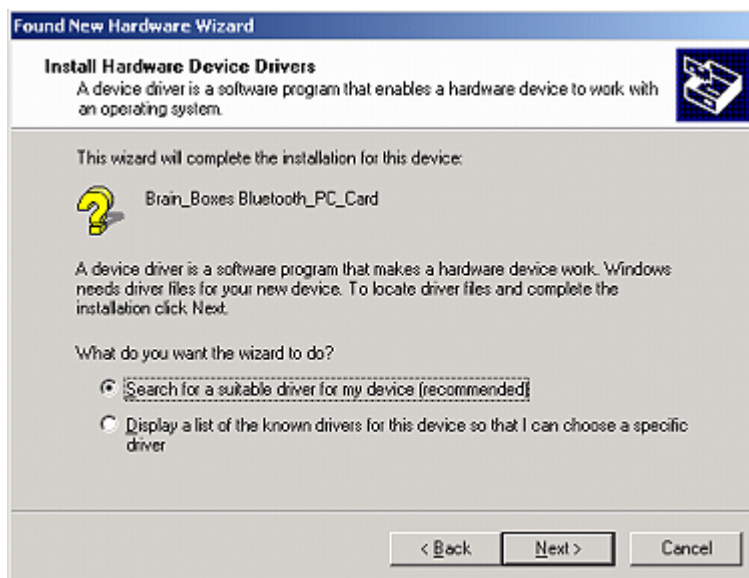 Found New Hardware Wizard
Install Hardware Device Drivers
A device driver is a software program that enables a hardware device to work with
an operating system.
This wizard will complete the installation for this device:
Brain_Boxes Bluetooth_PC_Card
A device driver is a software program that makes a hardware device work. Windows
needs driver files for your new device. To locate driver files and complete the
installation click Next.
What do you want the wizard to do?
Search for a suitable driver for my device (recommended)
Display a list of the known drivers for this device so that I can choose a specific
driver
< Back Next > Cancel